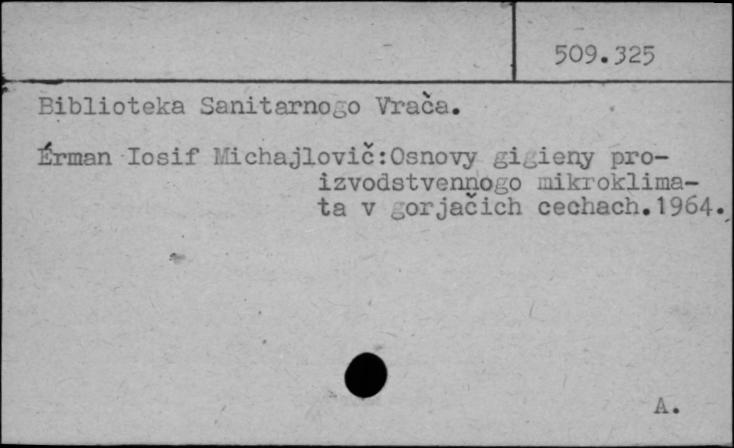 509.325
Biblioteka Sanitarnogo Vrača.
Érman Iosif Michajlovič:Osnovy gigieny pro-
izvodstvennogo mikroklima-
ta v gorjačich cechach.1964.
A.